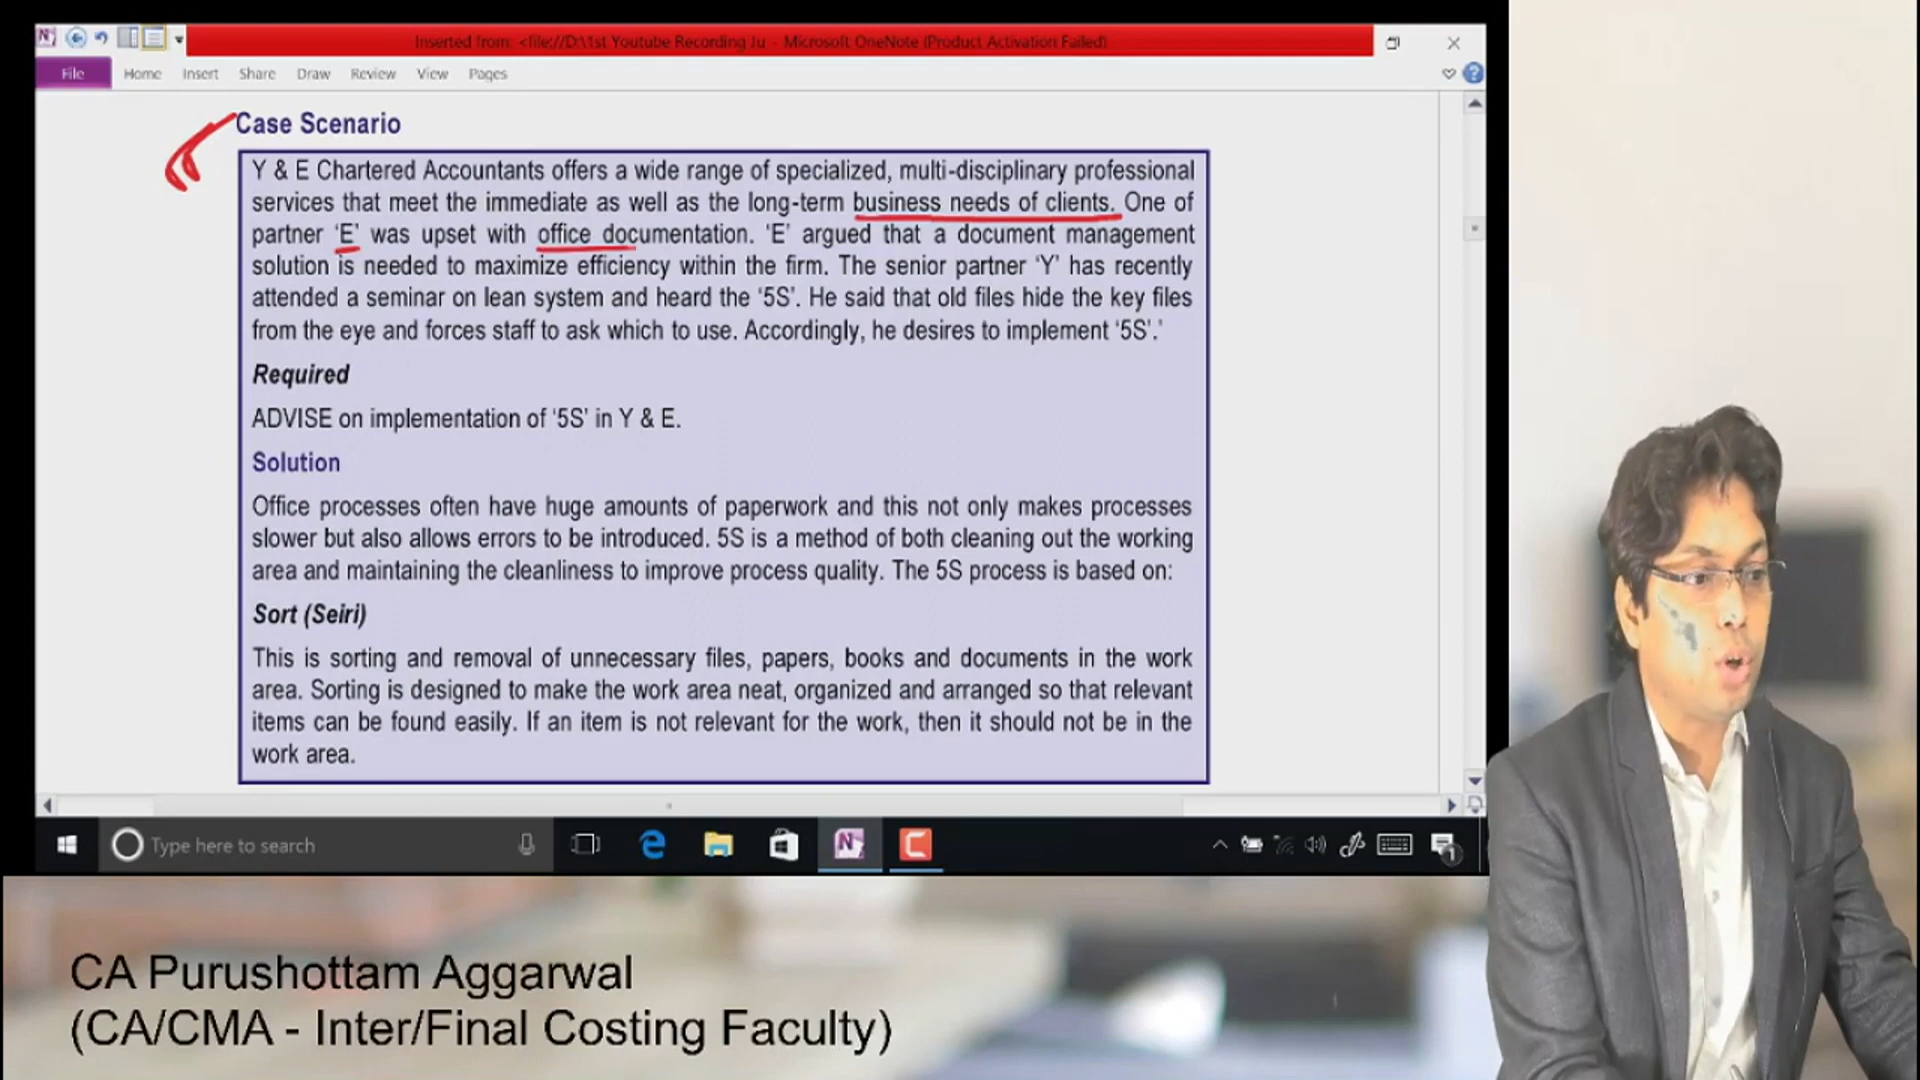 Inserted from: <file://D:\1st Youtube Recording Ju - Microsoft OneNote (Product Activation Failed)
File Home Insert Share Draw Review View Pages
Case Scenario
Y & E Chartered Accountants offers a wide range of specialized, multi-disciplinary professional
services that meet the immediate as well as the long-term business needs of clients. One of
partner ‘E’ was upset with office documentation. ‘E’ argued that a document management
solution is needed to maximize efficiency within the firm. The senior partner ‘Y’ has recently
attended a seminar on lean system and heard the ‘5S’. He said that old files hide the key files
from the eye and forces staff to ask which to use. Accordingly, he desires to implement ‘5S’.’
Required
ADVISE on implementation of ‘5S’ in Y & E.
Solution
Office processes often have huge amounts of paperwork and this not only makes processes
slower but also allows errors to be introduced. 5S is a method of both cleaning out the working
area and maintaining the cleanliness to improve process quality. The 5S process is based on:
Sort (Seiri)
This is sorting and removal of unnecessary files, papers, books and documents in the work
area. Sorting is designed to make the work area neat, organized and arranged so that relevant
items can be found easily. If an item is not relevant for the work, then it should not be in the
work area.
Type here to search
1
CA Purushottam Aggarwal
(CA/CMA - Inter/Final Costing Faculty)